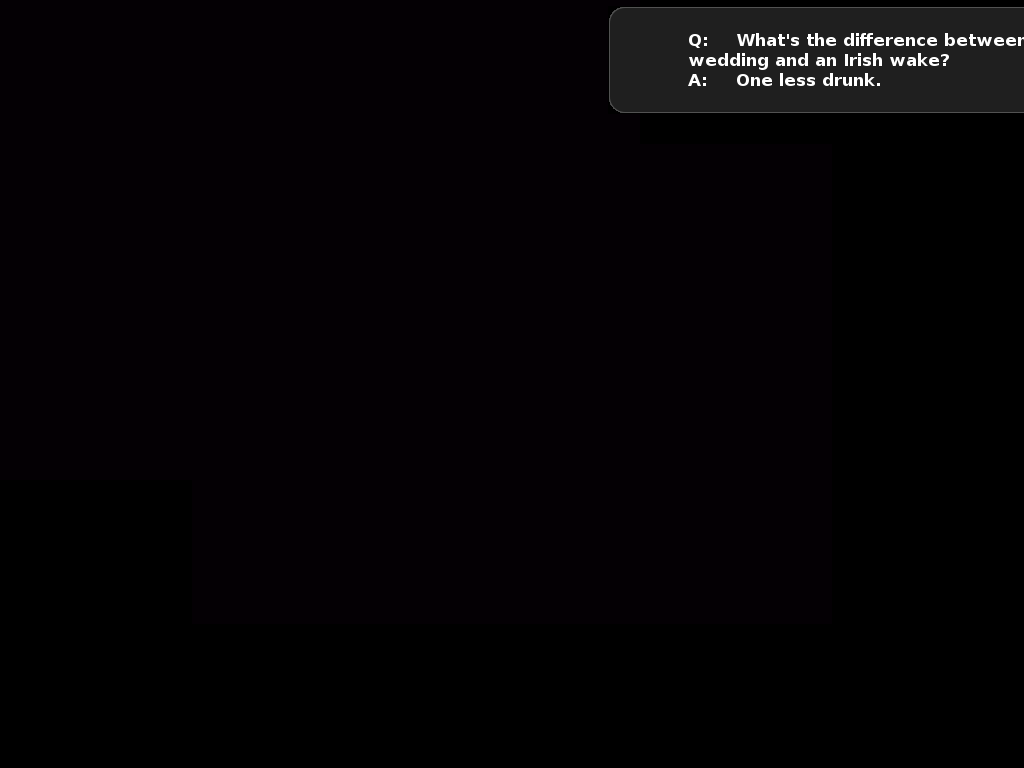 Q: What's the difference between
wedding and an Irish wake?
A: One less drunk.